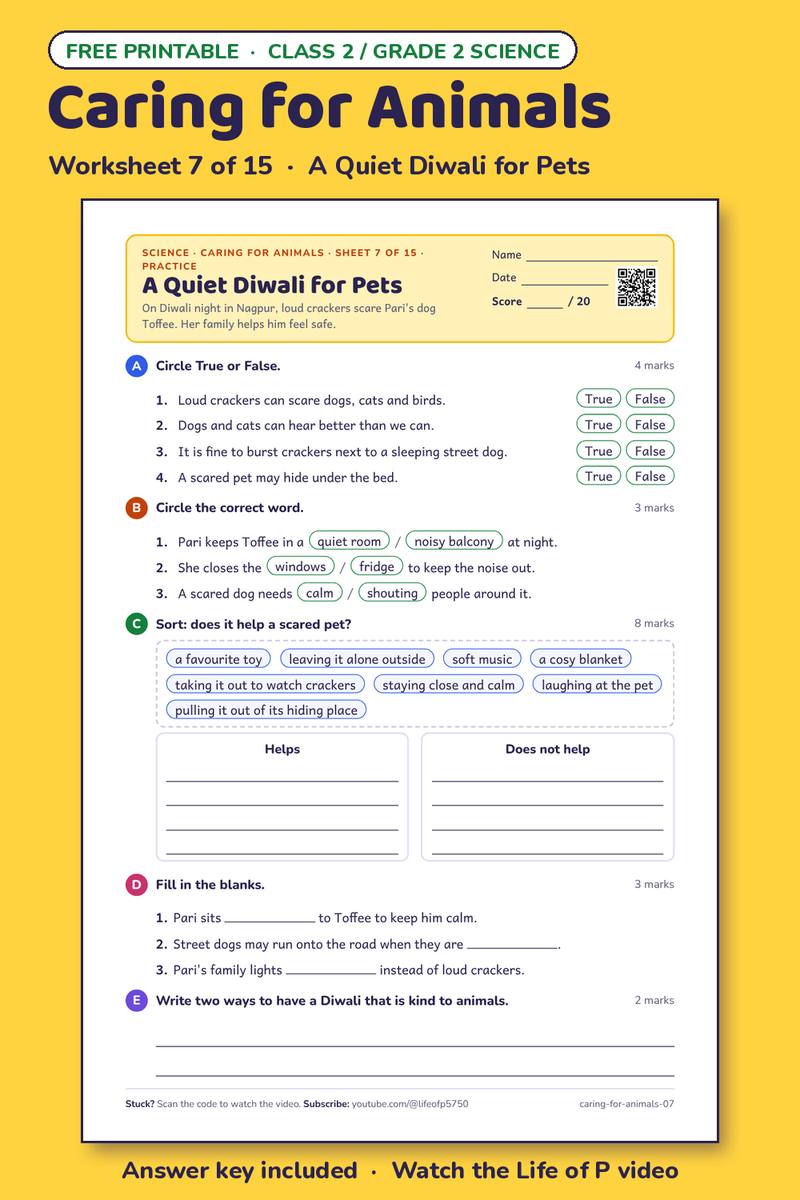 FREE PRINTABLE · CLASS 2 / GRADE 2 SCIENCE
Caring for Animals
Worksheet 7 of 15 · A Quiet Diwali for Pets
SCIENCE · CARING FOR ANIMALS · SHEET 7 OF 15 ·
PRACTICE
A Quiet Diwali for Pets
On Diwali night in Nagpur, loud crackers scare Pari's dog
Toffee. Her family helps him feel safe.
Name
Date
Score ______ / 20
A Circle True or False. 4 marks
1. Loud crackers can scare dogs, cats and birds. True False
2. Dogs and cats can hear better than we can. True False
3. It is fine to burst crackers next to a sleeping street dog. True False
4. A scared pet may hide under the bed. True False
B Circle the correct word. 3 marks
1. Pari keeps Toffee in a quiet room / noisy balcony at night.
2. She closes the windows / fridge to keep the noise out.
3. A scared dog needs calm / shouting people around it.
C Sort: does it help a scared pet? 8 marks
a favourite toy leaving it alone outside soft music a cosy blanket
taking it out to watch crackers staying close and calm laughing at the pet
pulling it out of its hiding place
Helps Does not help
D Fill in the blanks. 3 marks
1. Pari sits ____________ to Toffee to keep him calm.
2. Street dogs may run onto the road when they are ____________.
3. Pari's family lights ____________ instead of loud crackers.
E Write two ways to have a Diwali that is kind to animals. 2 marks
Stuck? Scan the code to watch the video. Subscribe: youtube.com/@lifeofp5750 caring-for-animals-07
Answer key included · Watch the Life of P video